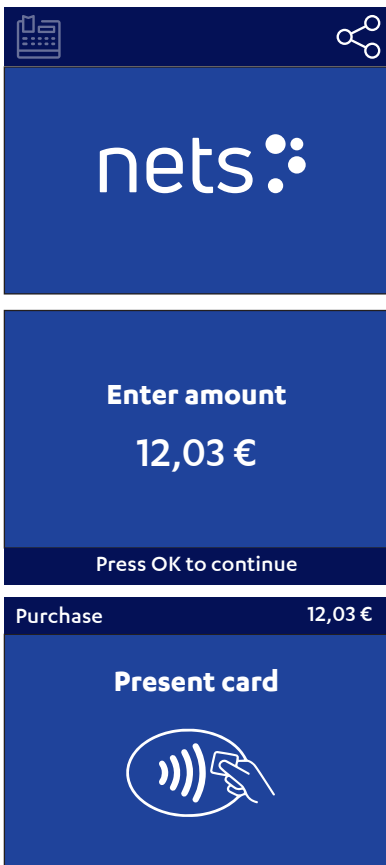 nets
Enter amount
12,03 €
Press OK to continue
Purchase 12,03 €
Present card